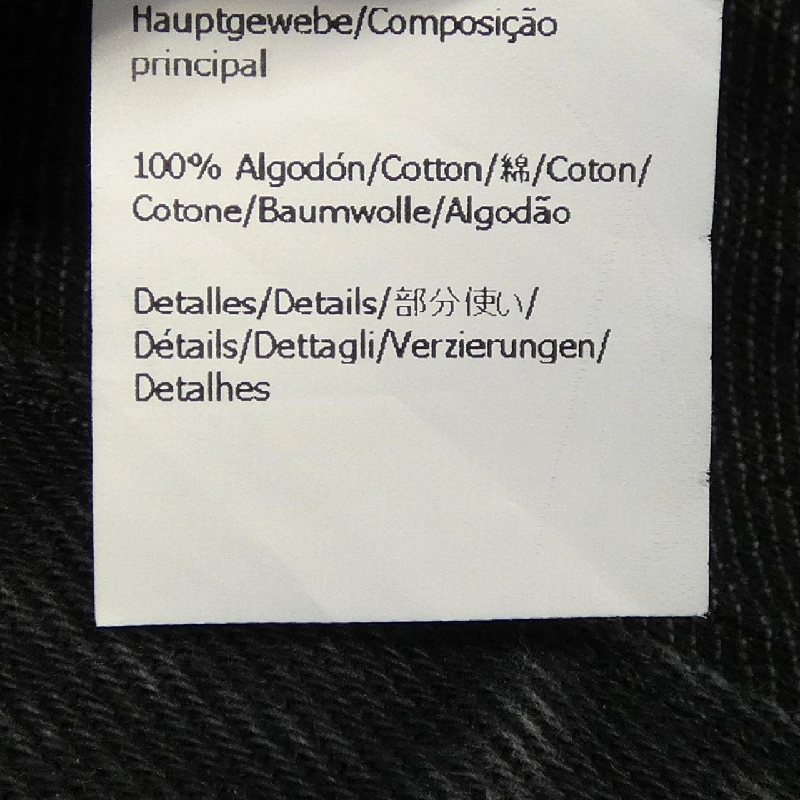 Hauptgewebe/Composição
principal
100% Algodón/Cotton/綿/Coton/
Cotone/Baumwolle/Algodão
Detalles/Details/部分使い/
Détails/Dettagli/Verzierungen/
Detalhes